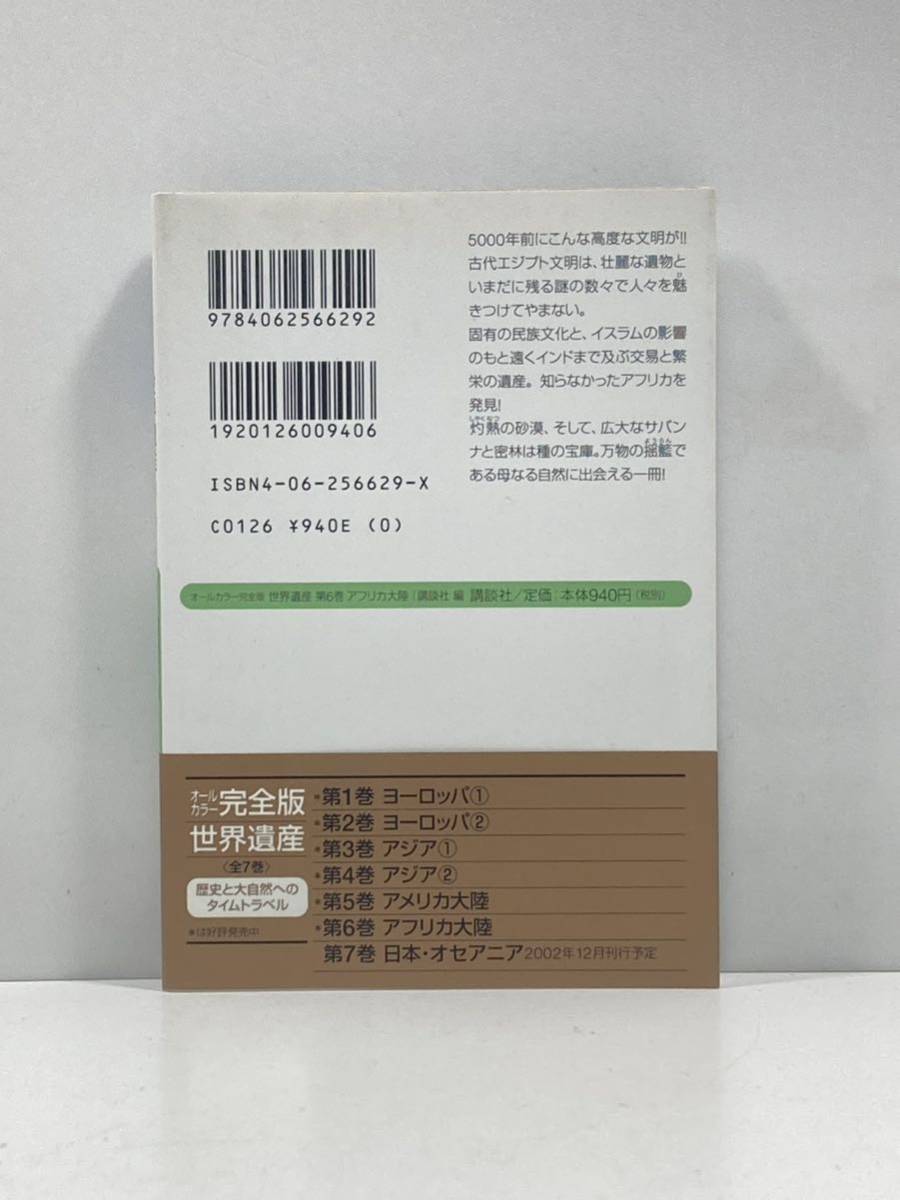 9784062566292
1920126009406
ISBN4-06-256629-X
C0126 ¥940E (0)
5000年前にこんな高度な文明が!!
古代エジプト文明は、壮麗な遺物と
いまだに残る謎の数々で人々を魅
きつけてやまない。
固有の民族文化と、イスラムの影響
のもと遠くインドまで及ぶ交易と繁
栄の遺産。知らなかったアフリカを
発見!
灼熱の砂漠、そして、広大なサバン
ナと密林は種の宝庫。万物の揺籃で
ある母なる自然に出会える一冊!
オールカラー完全版 世界遺産 第6巻 アフリカ大陸/講談社 編 講談社/定価:本体940円(税別)
オールカラー完全版
世界遺産
〈全7巻〉
歴史と大自然への
タイムトラベル
*は好評発売中
*第1巻 ヨーロッパ①
*第2巻 ヨーロッパ②
*第3巻 アジア①
*第4巻 アジア②
*第5巻 アメリカ大陸
*第6巻 アフリカ大陸
第7巻 日本・オセアニア 2002年12月刊行予定